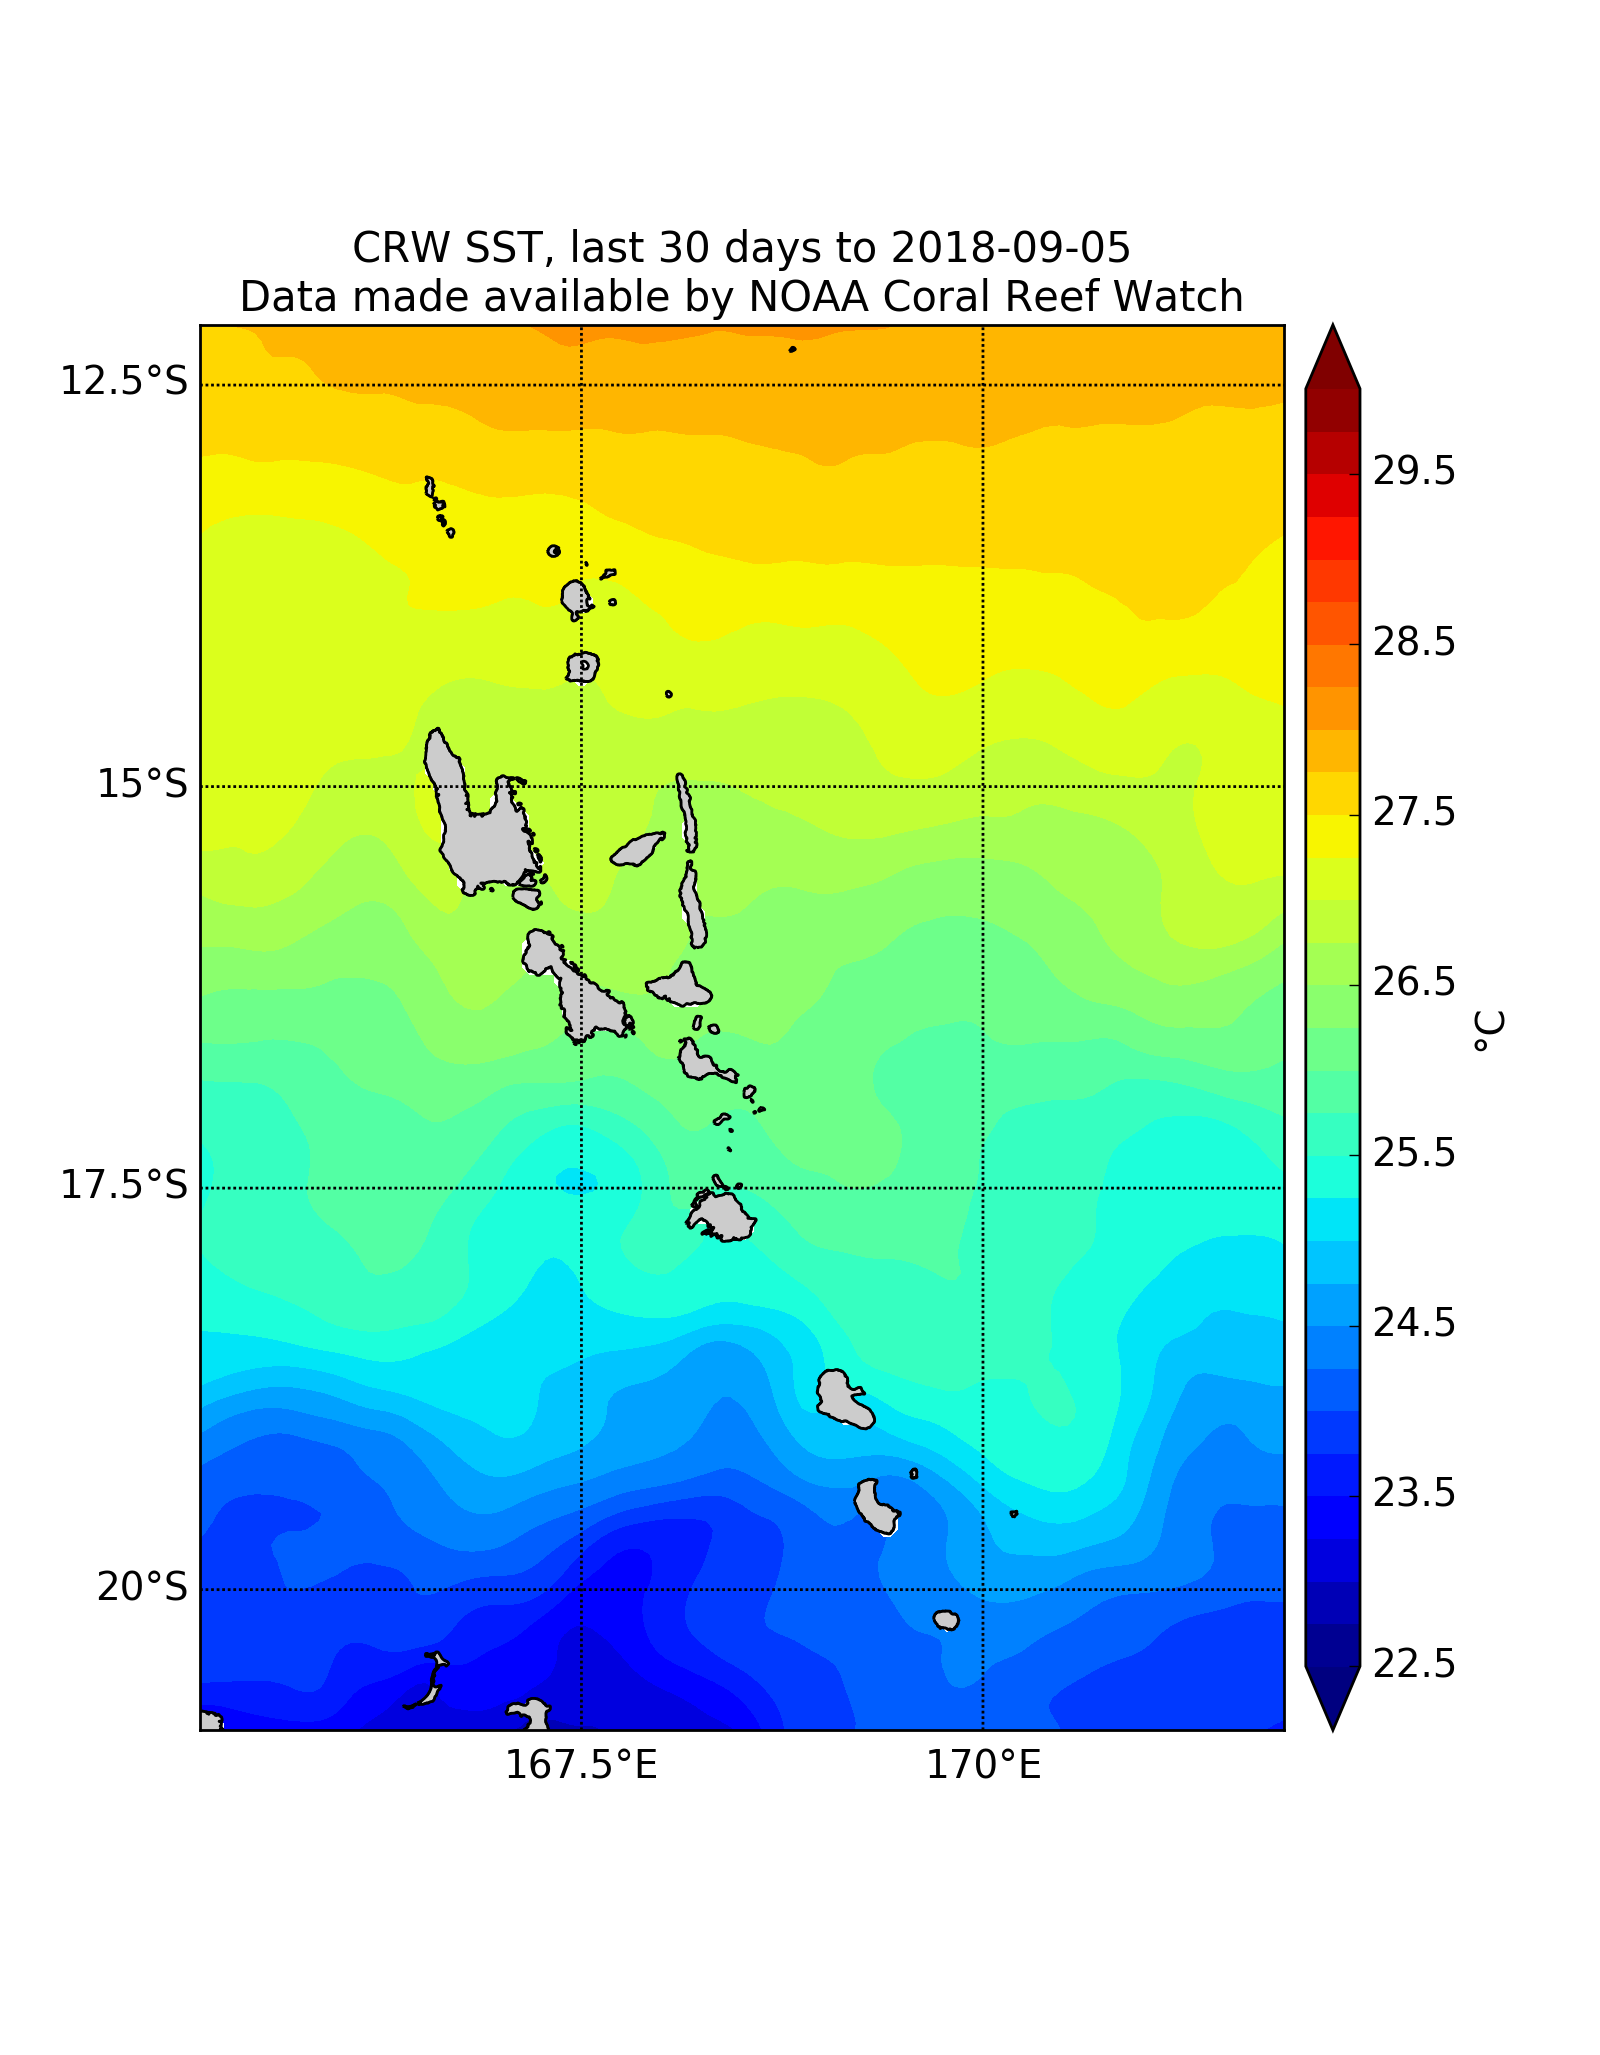 CRW SST, last 30 days to 2018-09-05
Data made available by NOAA Coral Reef Watch
12.5°S
15°S
17.5°S
20°S
167.5°E
170°E
29.5
28.5
27.5
26.5
25.5
24.5
23.5
22.5
°C